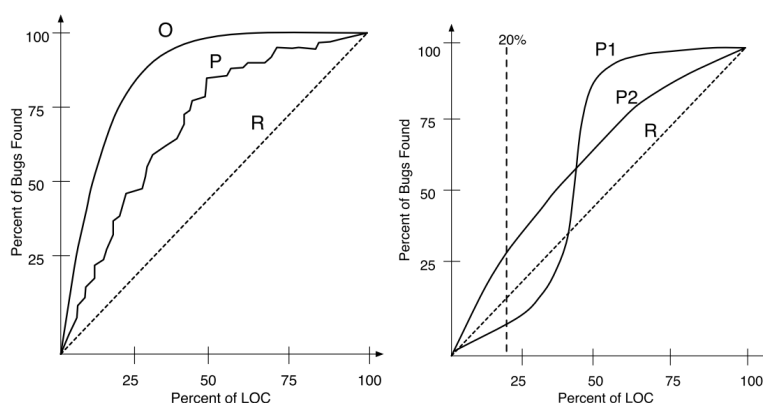 O
P
R
100
75
50
25
Percent of Bugs Found
25 50 75 100
Percent of LOC
20%
P1
P2
R
100
75
50
25
Percent of Bugs Found
25 50 75 100
Percent of LOC